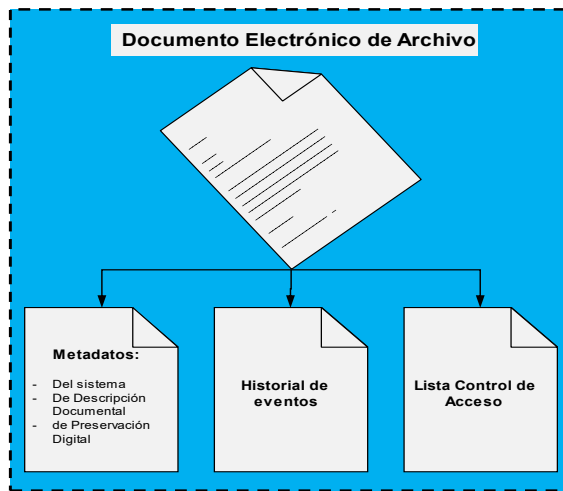 Documento Electrónico de Archivo
Metadatos:
- Del sistema
- De Descripción
Documental
- de Preservación
Digital
Historial de
eventos
Lista Control de
Acceso